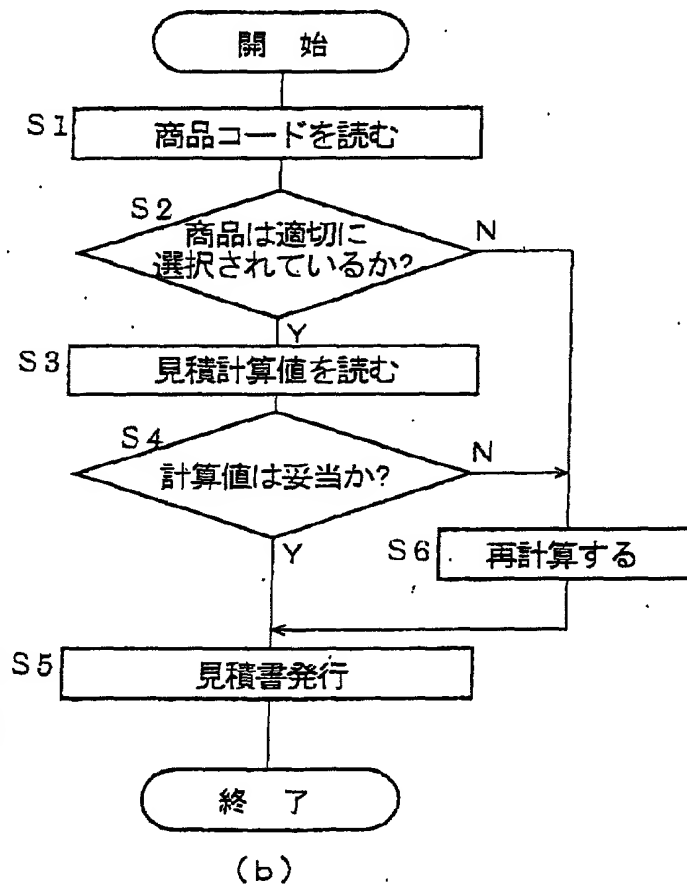 開 始
S1
商品コードを読む
S2
商品は適切に
選択されているか?
N
Y
S3
見積計算値を読む
S4
計算値は妥当か?
N
Y
S6
再計算する
S5
見積書発行
終 了
(b)